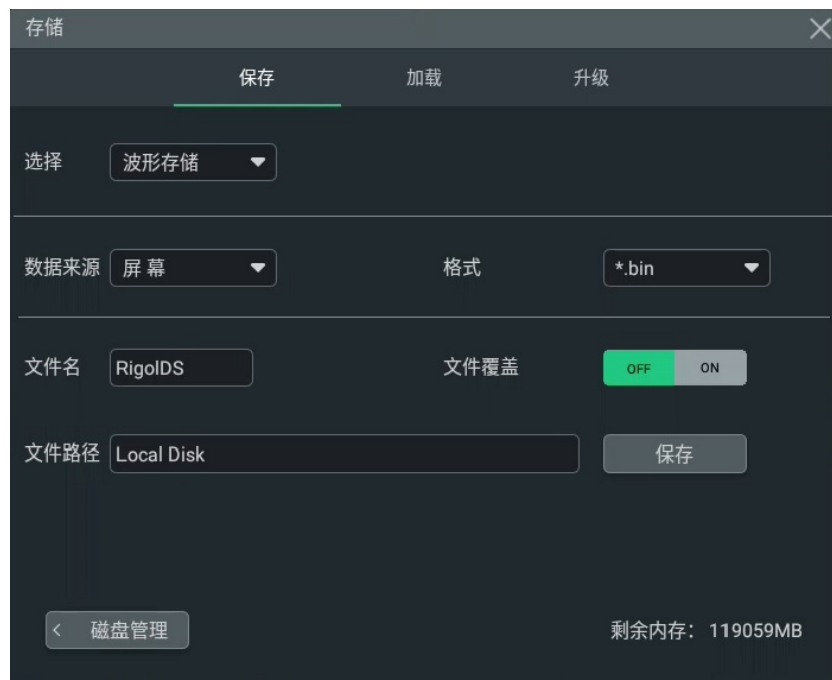 存储
保存 加载 升级
选择 波形存储
数据来源 屏幕 格式 *.bin
文件名 RigolDS 文件覆盖 OFF ON
文件路径 Local Disk 保存
< 磁盘管理 剩余内存: 119059MB